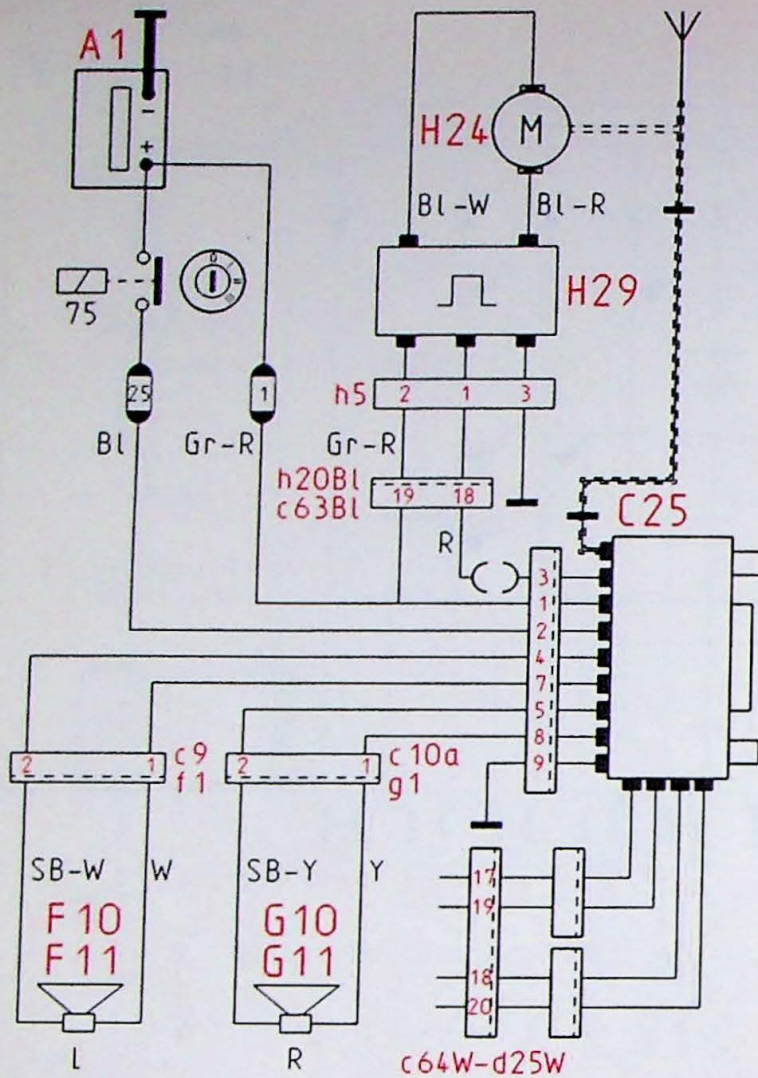 A1
-
+
75
25
1
Bl
Gr-R
H24
M
Bl-W
Bl-R
H29
h5
2
1
3
Gr-R
h20Bl
c63Bl
19
18
R
C25
3
1
2
4
7
5
8
9
2
1
c9
f1
2
1
c10a
g1
SB-W
W
SB-Y
Y
F10
F11
G10
G11
L
R
17
19
18
20
c64W-d25W